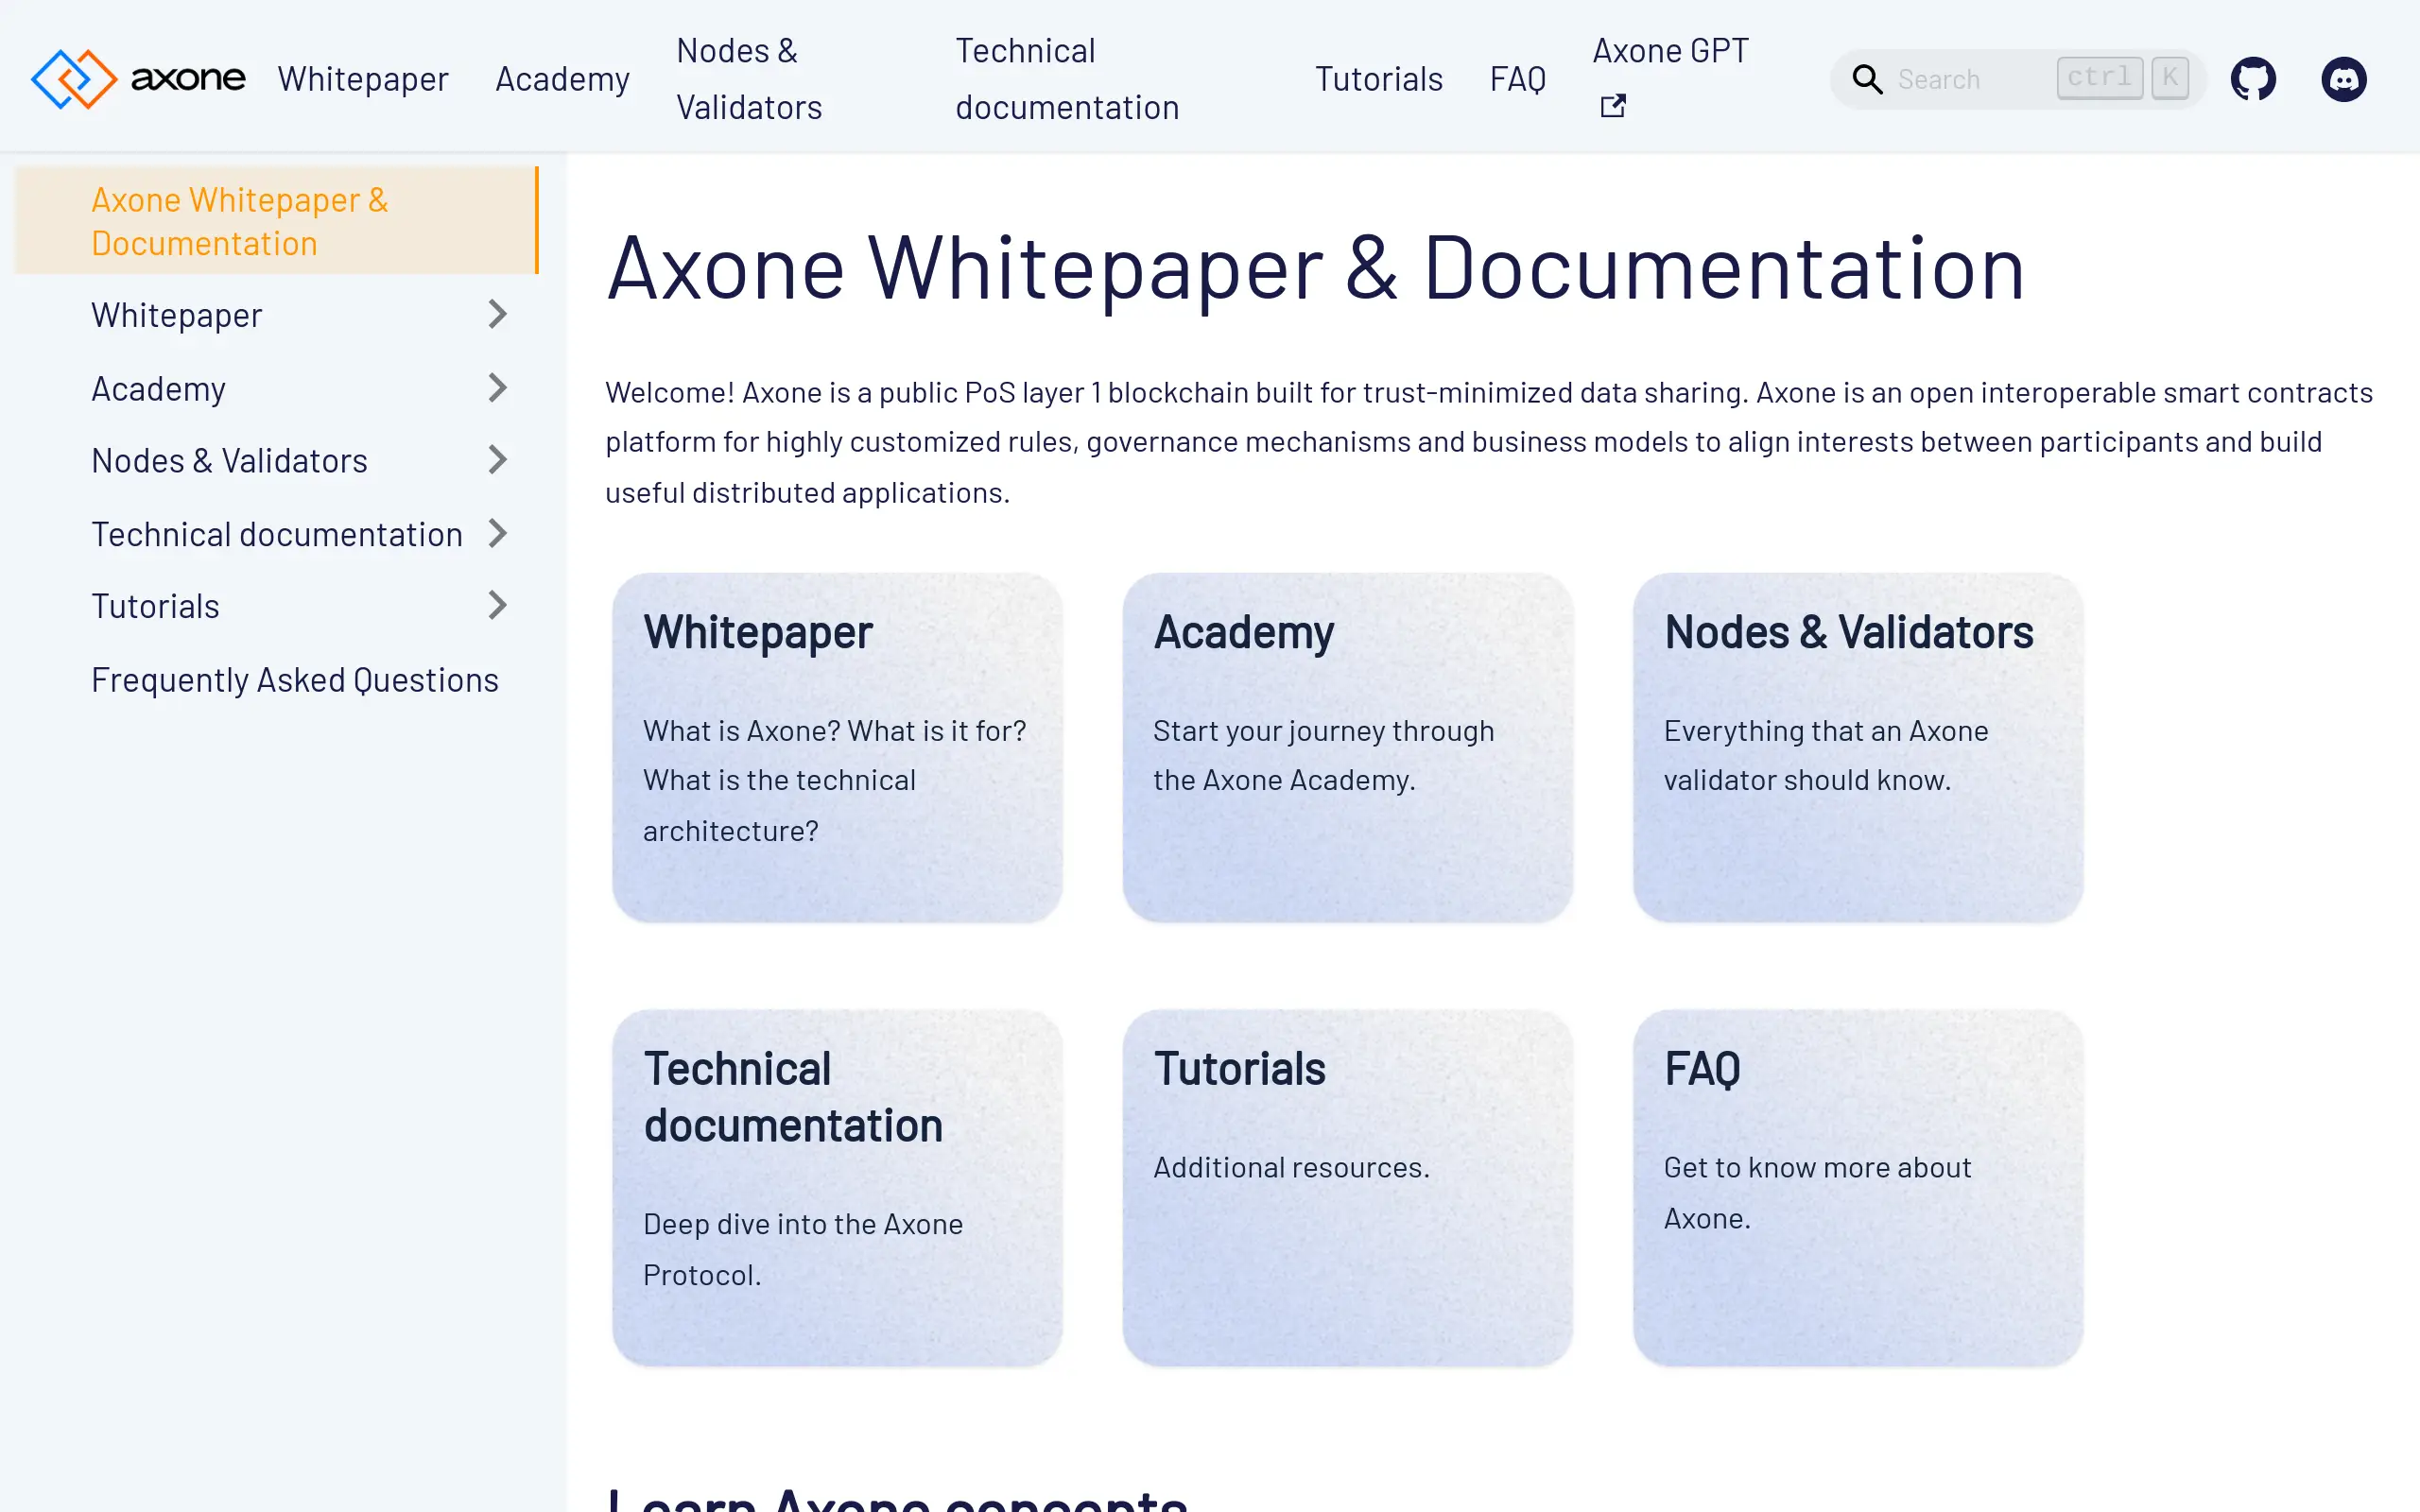 axone
Whitepaper
Academy
Nodes &
Validators
Technical
documentation
Tutorials
FAQ
Axone GPT
Search
ctrl K
Axone Whitepaper &
Documentation
Whitepaper
Academy
Nodes & Validators
Technical documentation
Tutorials
Frequently Asked Questions
Axone Whitepaper & Documentation
Welcome! Axone is a public PoS layer 1 blockchain built for trust-minimized data sharing. Axone is an open interoperable smart contracts
platform for highly customized rules, governance mechanisms and business models to align interests between participants and build
useful distributed applications.
Whitepaper
What is Axone? What is it for?
What is the technical
architecture?
Academy
Start your journey through
the Axone Academy.
Nodes & Validators
Everything that an Axone
validator should know.
Technical
documentation
Deep dive into the Axone
Protocol.
Tutorials
Additional resources.
FAQ
Get to know more about
Axone.
Learn Axone concepts